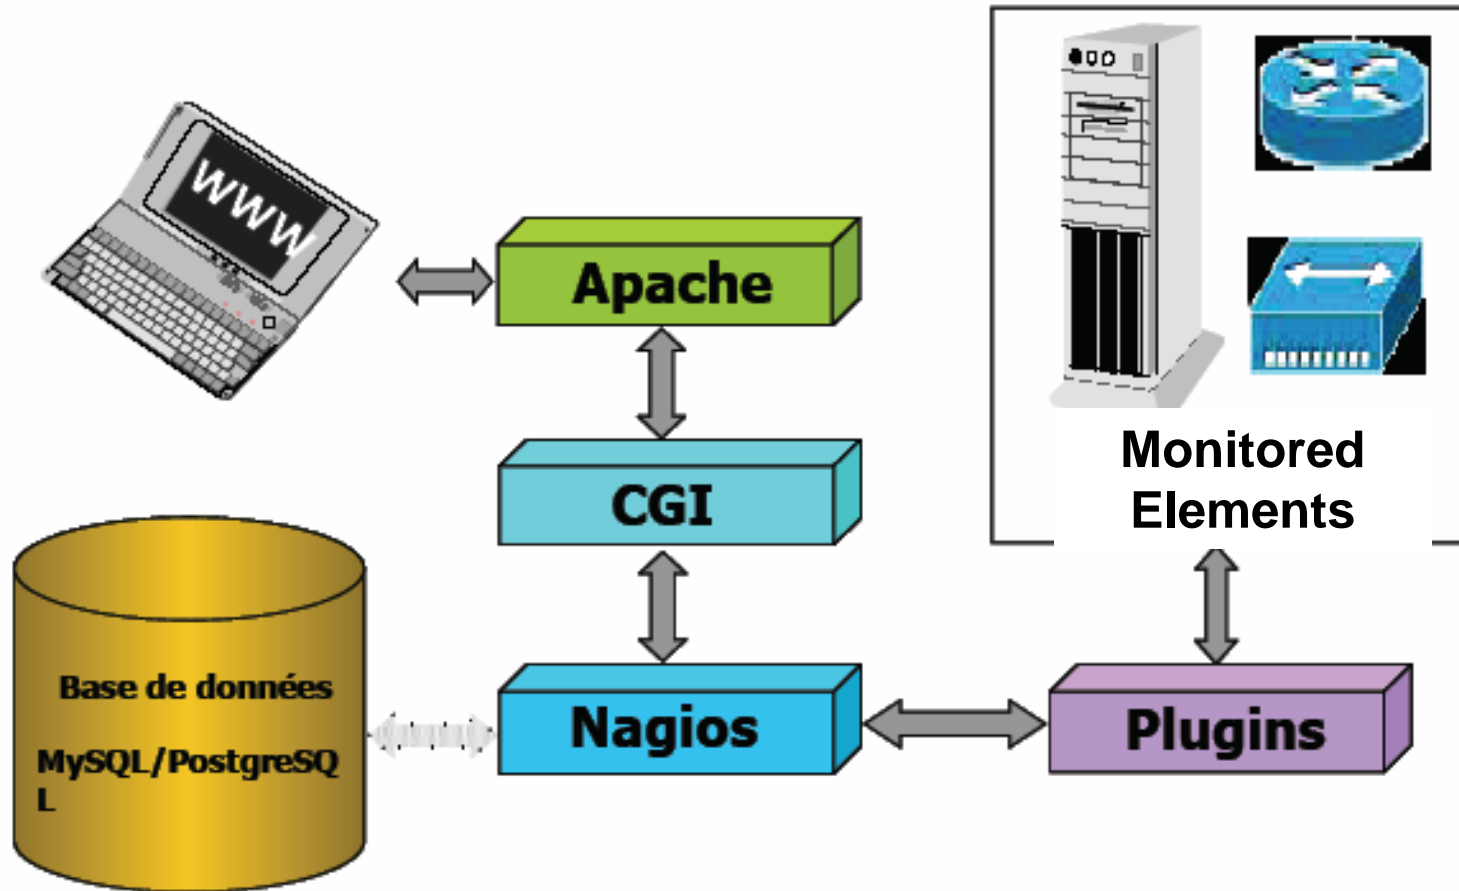 WWW
Apache
Monitored
Elements
CGI
Base de données
MySQL/PostgreSQ
L
Nagios
Plugins